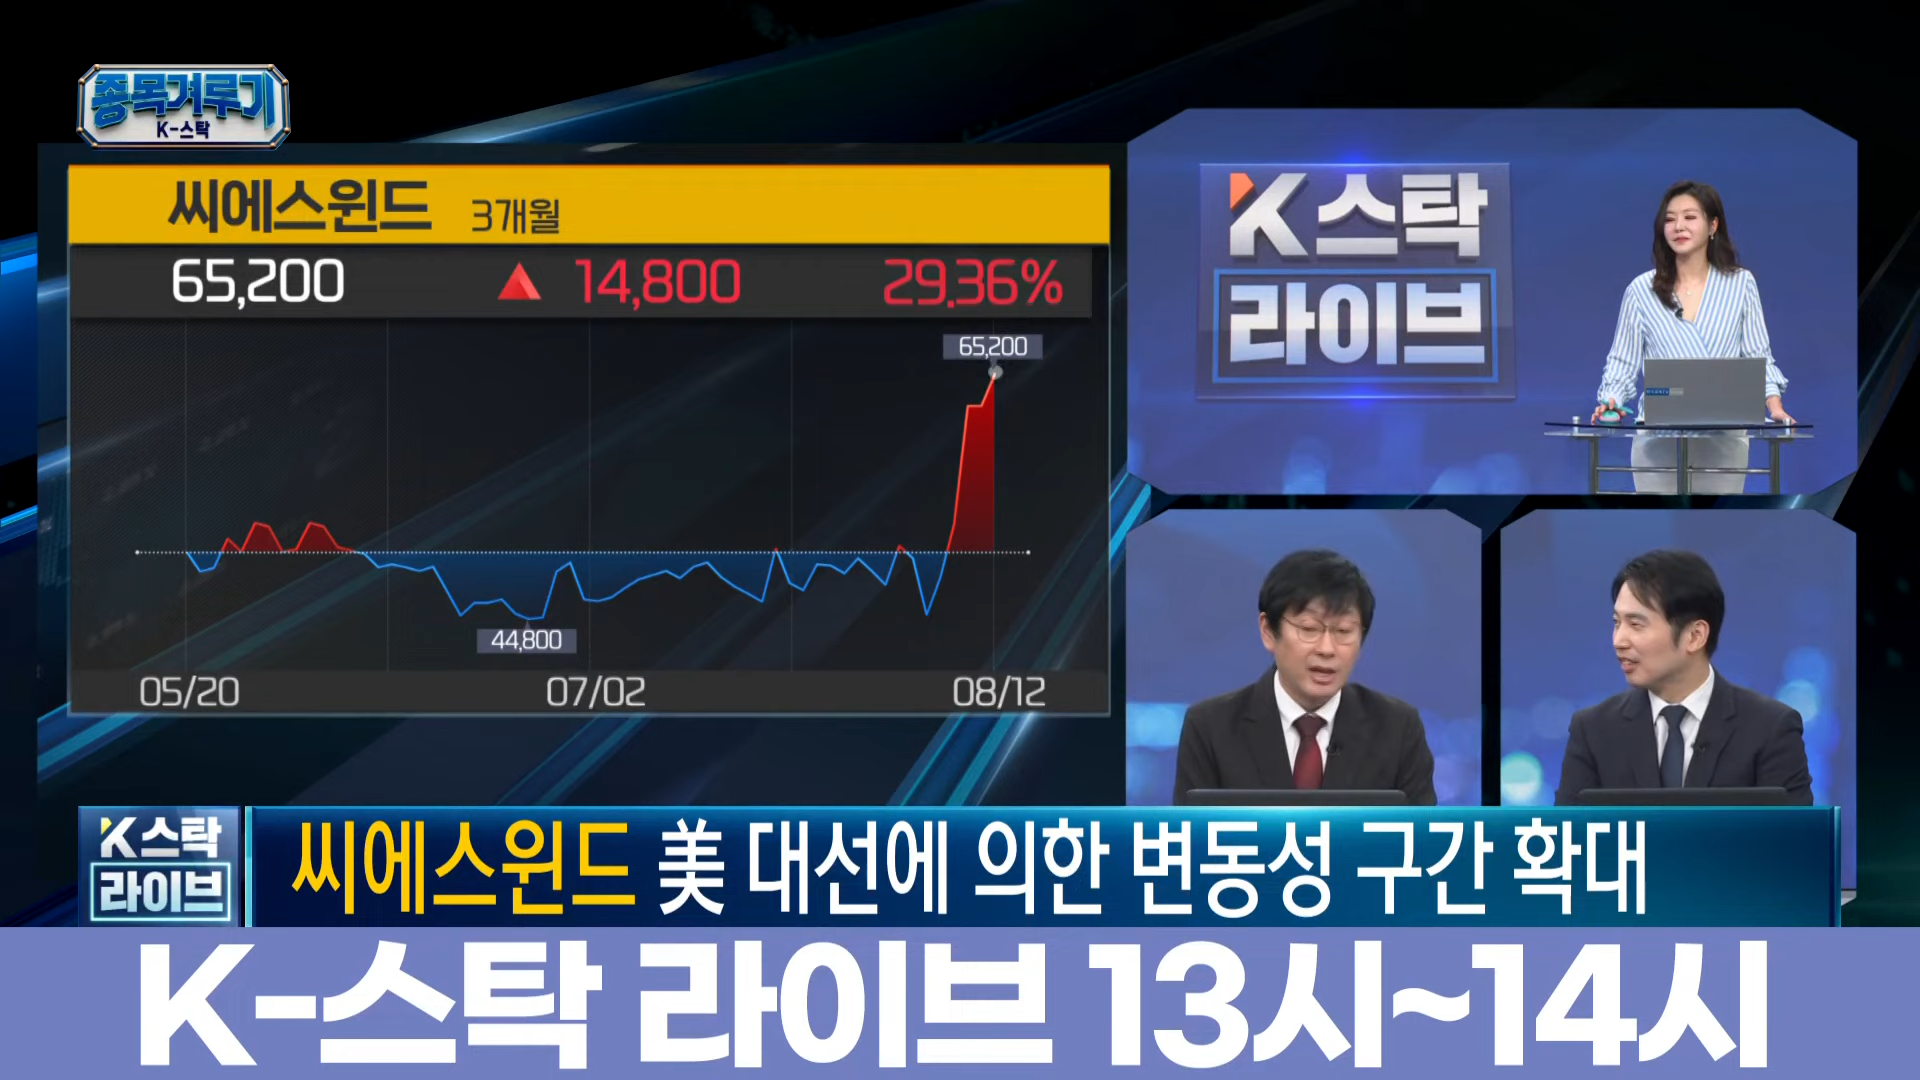 종목겨루기
K-스탁
씨에스윈드 3개월
65,200 ▲ 14,800 29.36%
65,200
44,800
05/20 07/02 08/12
K스탁
라이브
K스탁
라이브
씨에스윈드 美 대선에 의한 변동성 구간 확대
K-스탁 라이브 13시~14시